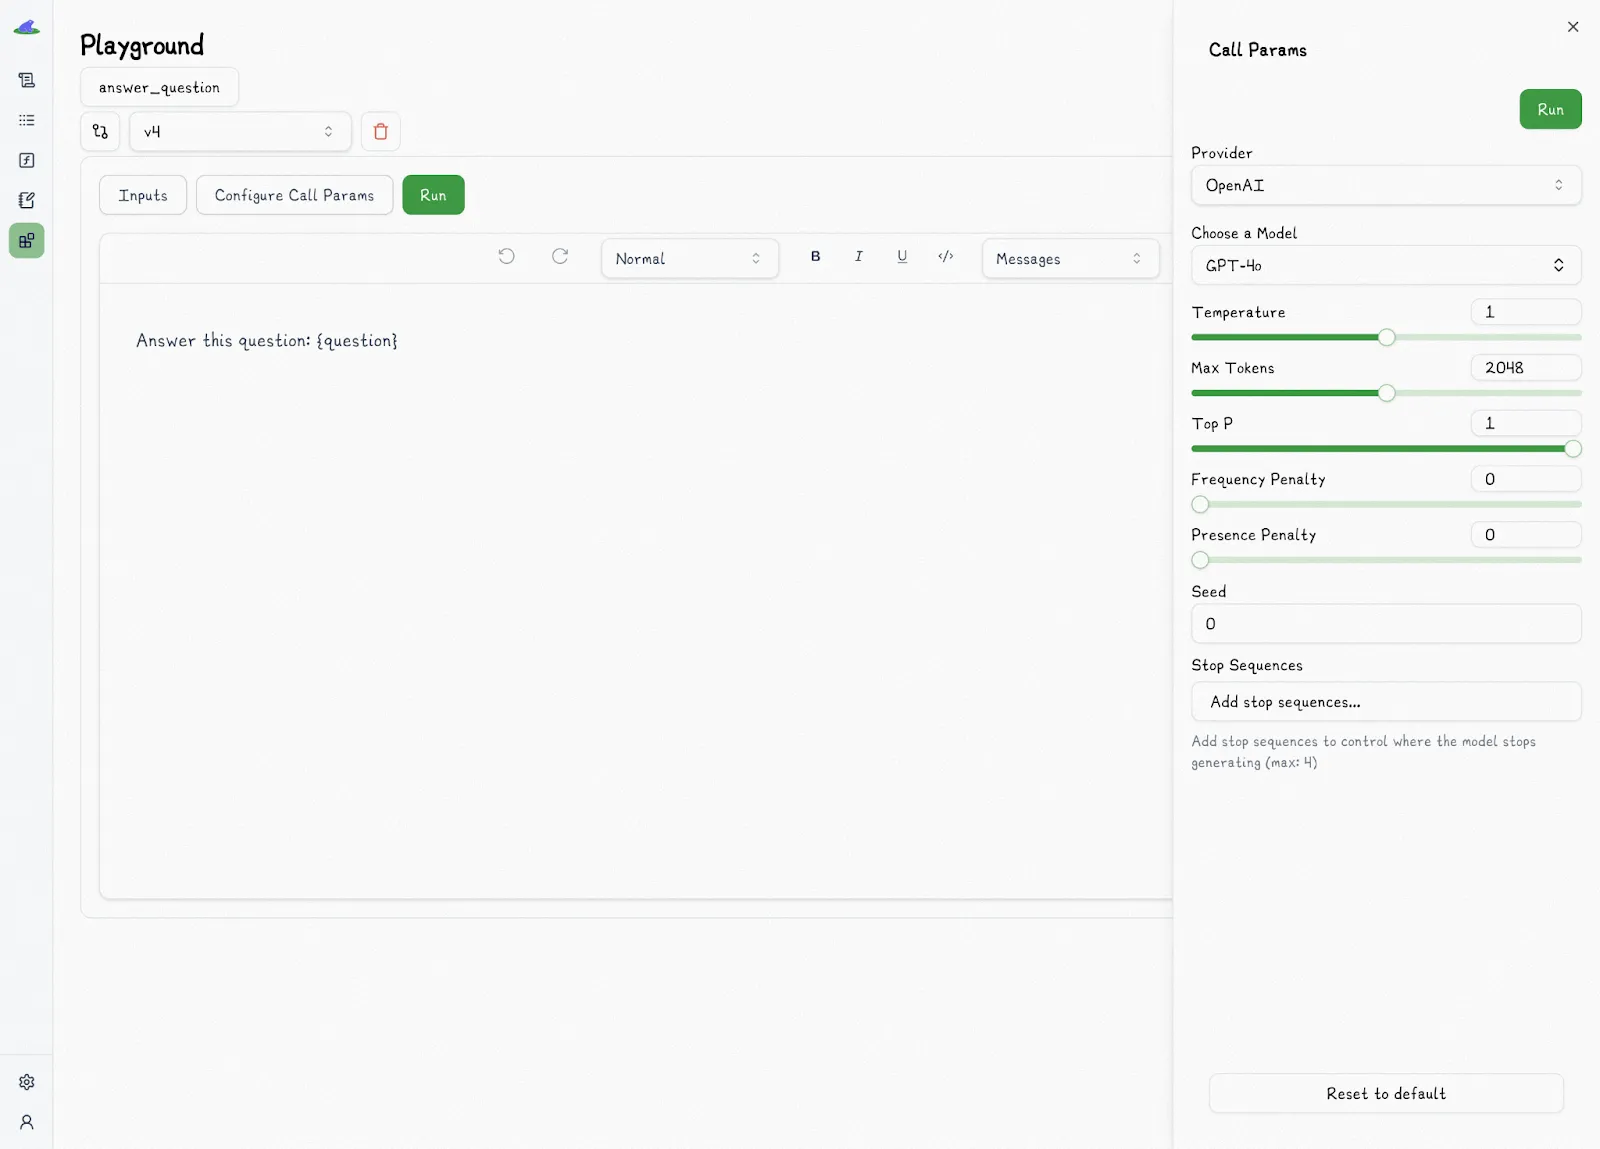 Playground
answer_question
v4
Inputs
Configure Call Params
Run
Normal
B
I
U
</>
Messages
Answer this question: {question}
Call Params
Run
Provider
OpenAI
Choose a Model
GPT-4o
Temperature
1
Max Tokens
2048
Top P
1
Frequency Penalty
0
Presence Penalty
0
Seed
0
Stop Sequences
Add stop sequences...
Add stop sequences to control where the model stops
generating (max: 4)
Reset to default